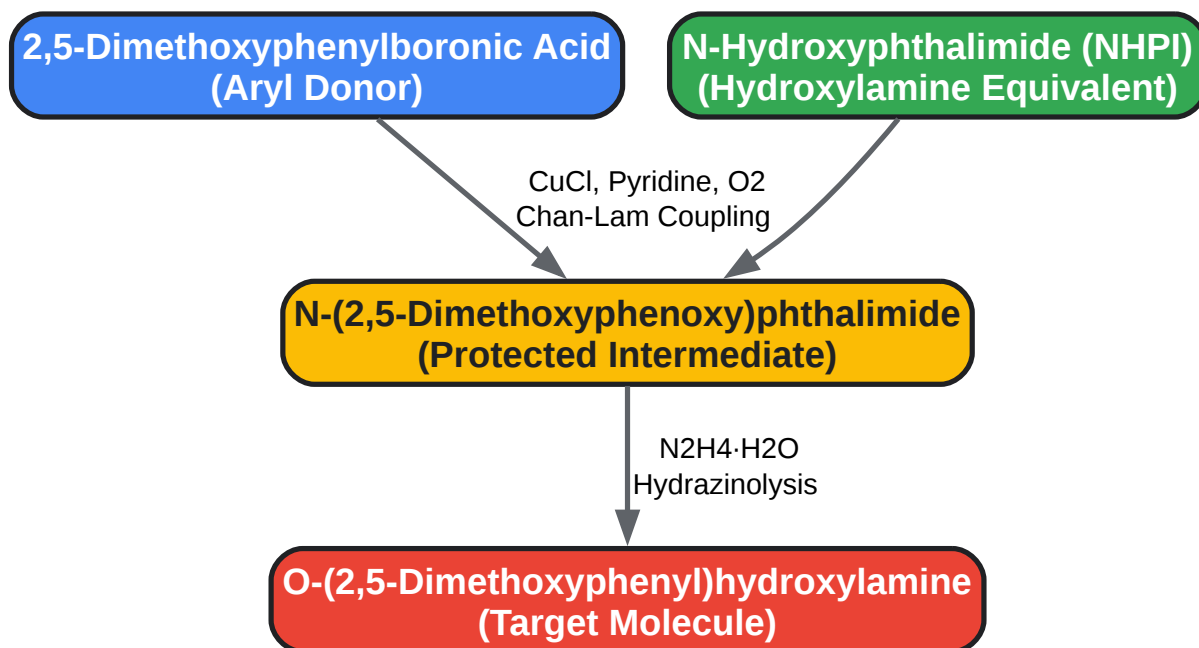 2,5-Dimethoxyphenylboronic Acid
(Aryl Donor)
N-Hydroxyphthalimide (NHPI)
(Hydroxylamine Equivalent)
CuCl, Pyridine, O2
Chan-Lam Coupling
N-(2,5-Dimethoxyphenoxy)phthalimide
(Protected Intermediate)
N2H4·H2O
Hydrazinolysis
O-(2,5-Dimethoxyphenyl)hydroxylamine
(Target Molecule)